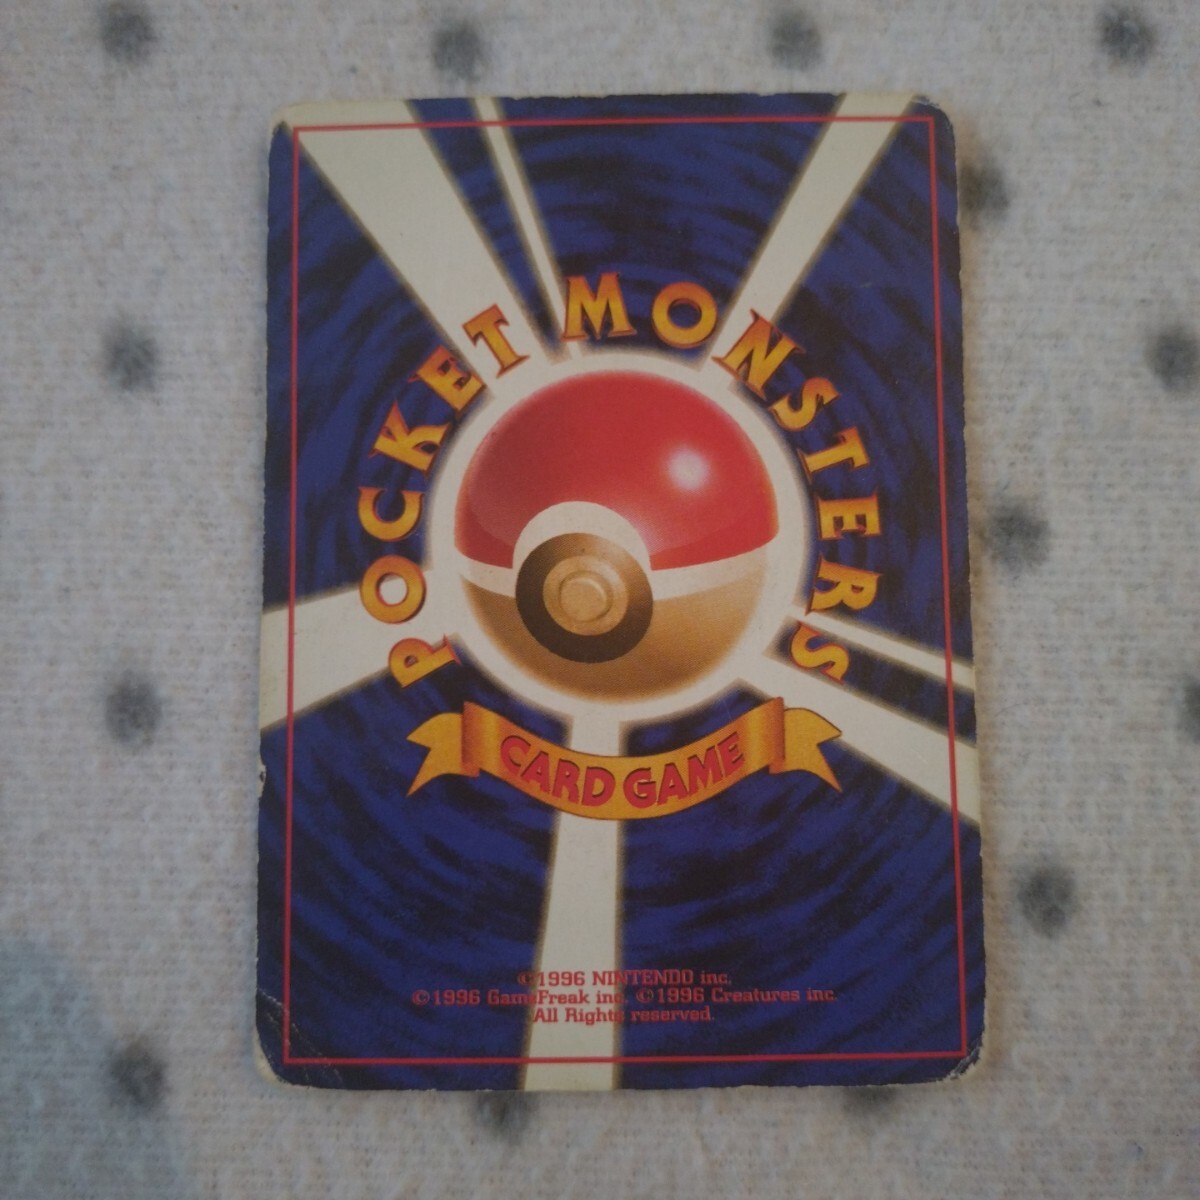 POCKET MONSTERS
CARD GAME
©1996 NINTENDO inc.
©1996 GameFreak inc. ©1996 Creatures inc.
All Rights reserved.